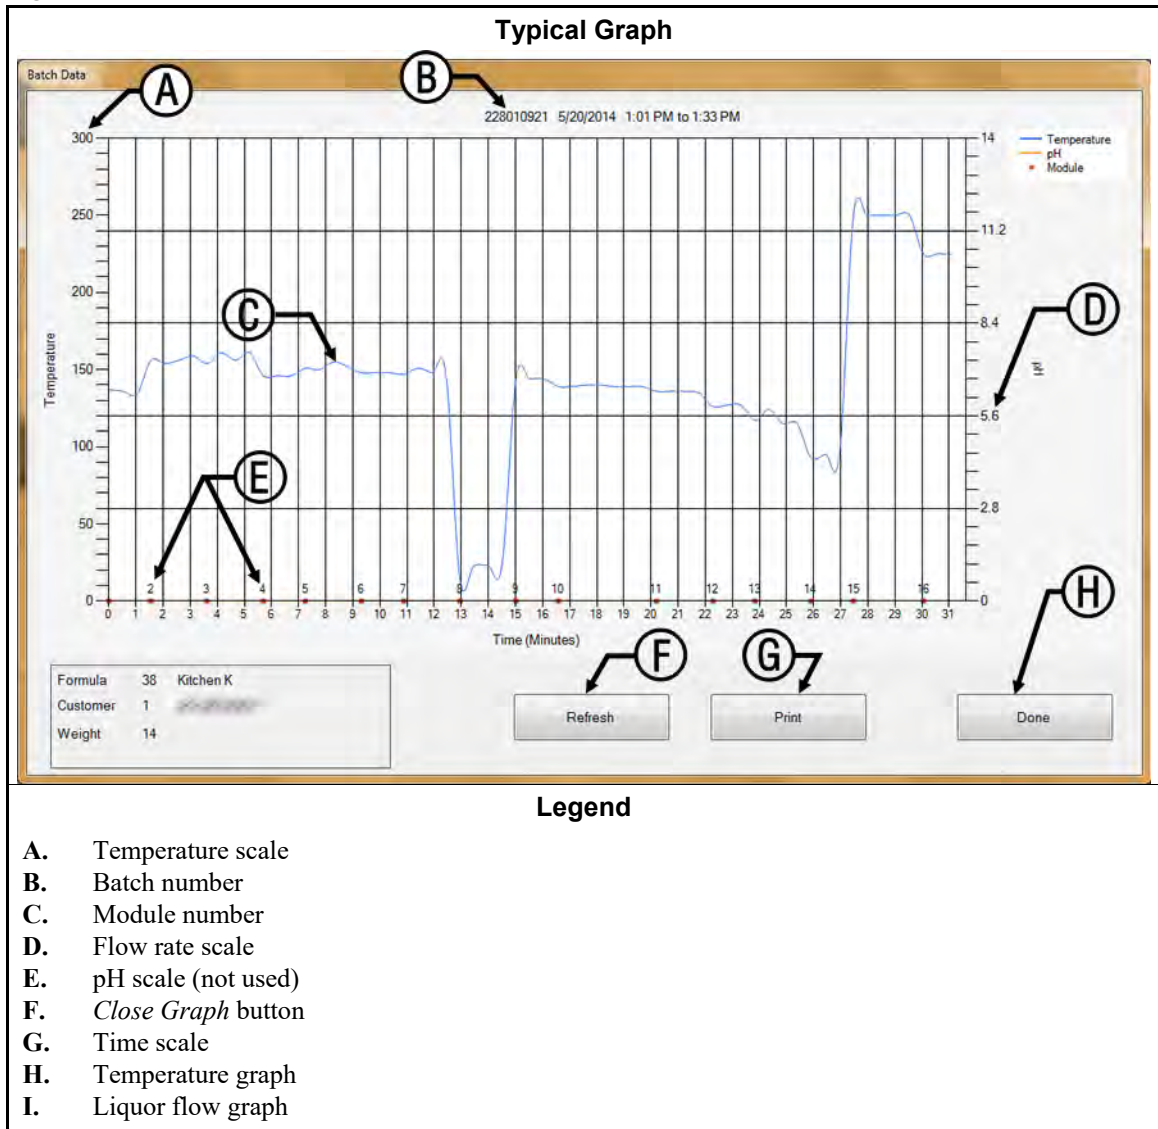 Typical Graph
Batch Data
A
B
228010921 5/20/2014 1:01 PM to 1:33 PM
300
250
200
150
100
50
0
Temperature
14
11.2
8.4
5.6
2.8
0
pH
Temperature
pH
Module
C
D
E
2 3 4 5 6 7 8 9 10 11 12 13 14 15 16
0 1 2 3 4 5 6 7 8 9 10 11 12 13 14 15 16 17 18 19 20 21 22 23 24 25 26 27 28 29 30 31
Time (Minutes)
F
G
H
Formula 38 Kitchen K
Customer 1
Weight 14
Refresh
Print
Done
Legend
A. Temperature scale
B. Batch number
C. Module number
D. Flow rate scale
E. pH scale (not used)
F. Close Graph button
G. Time scale
H. Temperature graph
I. Liquor flow graph